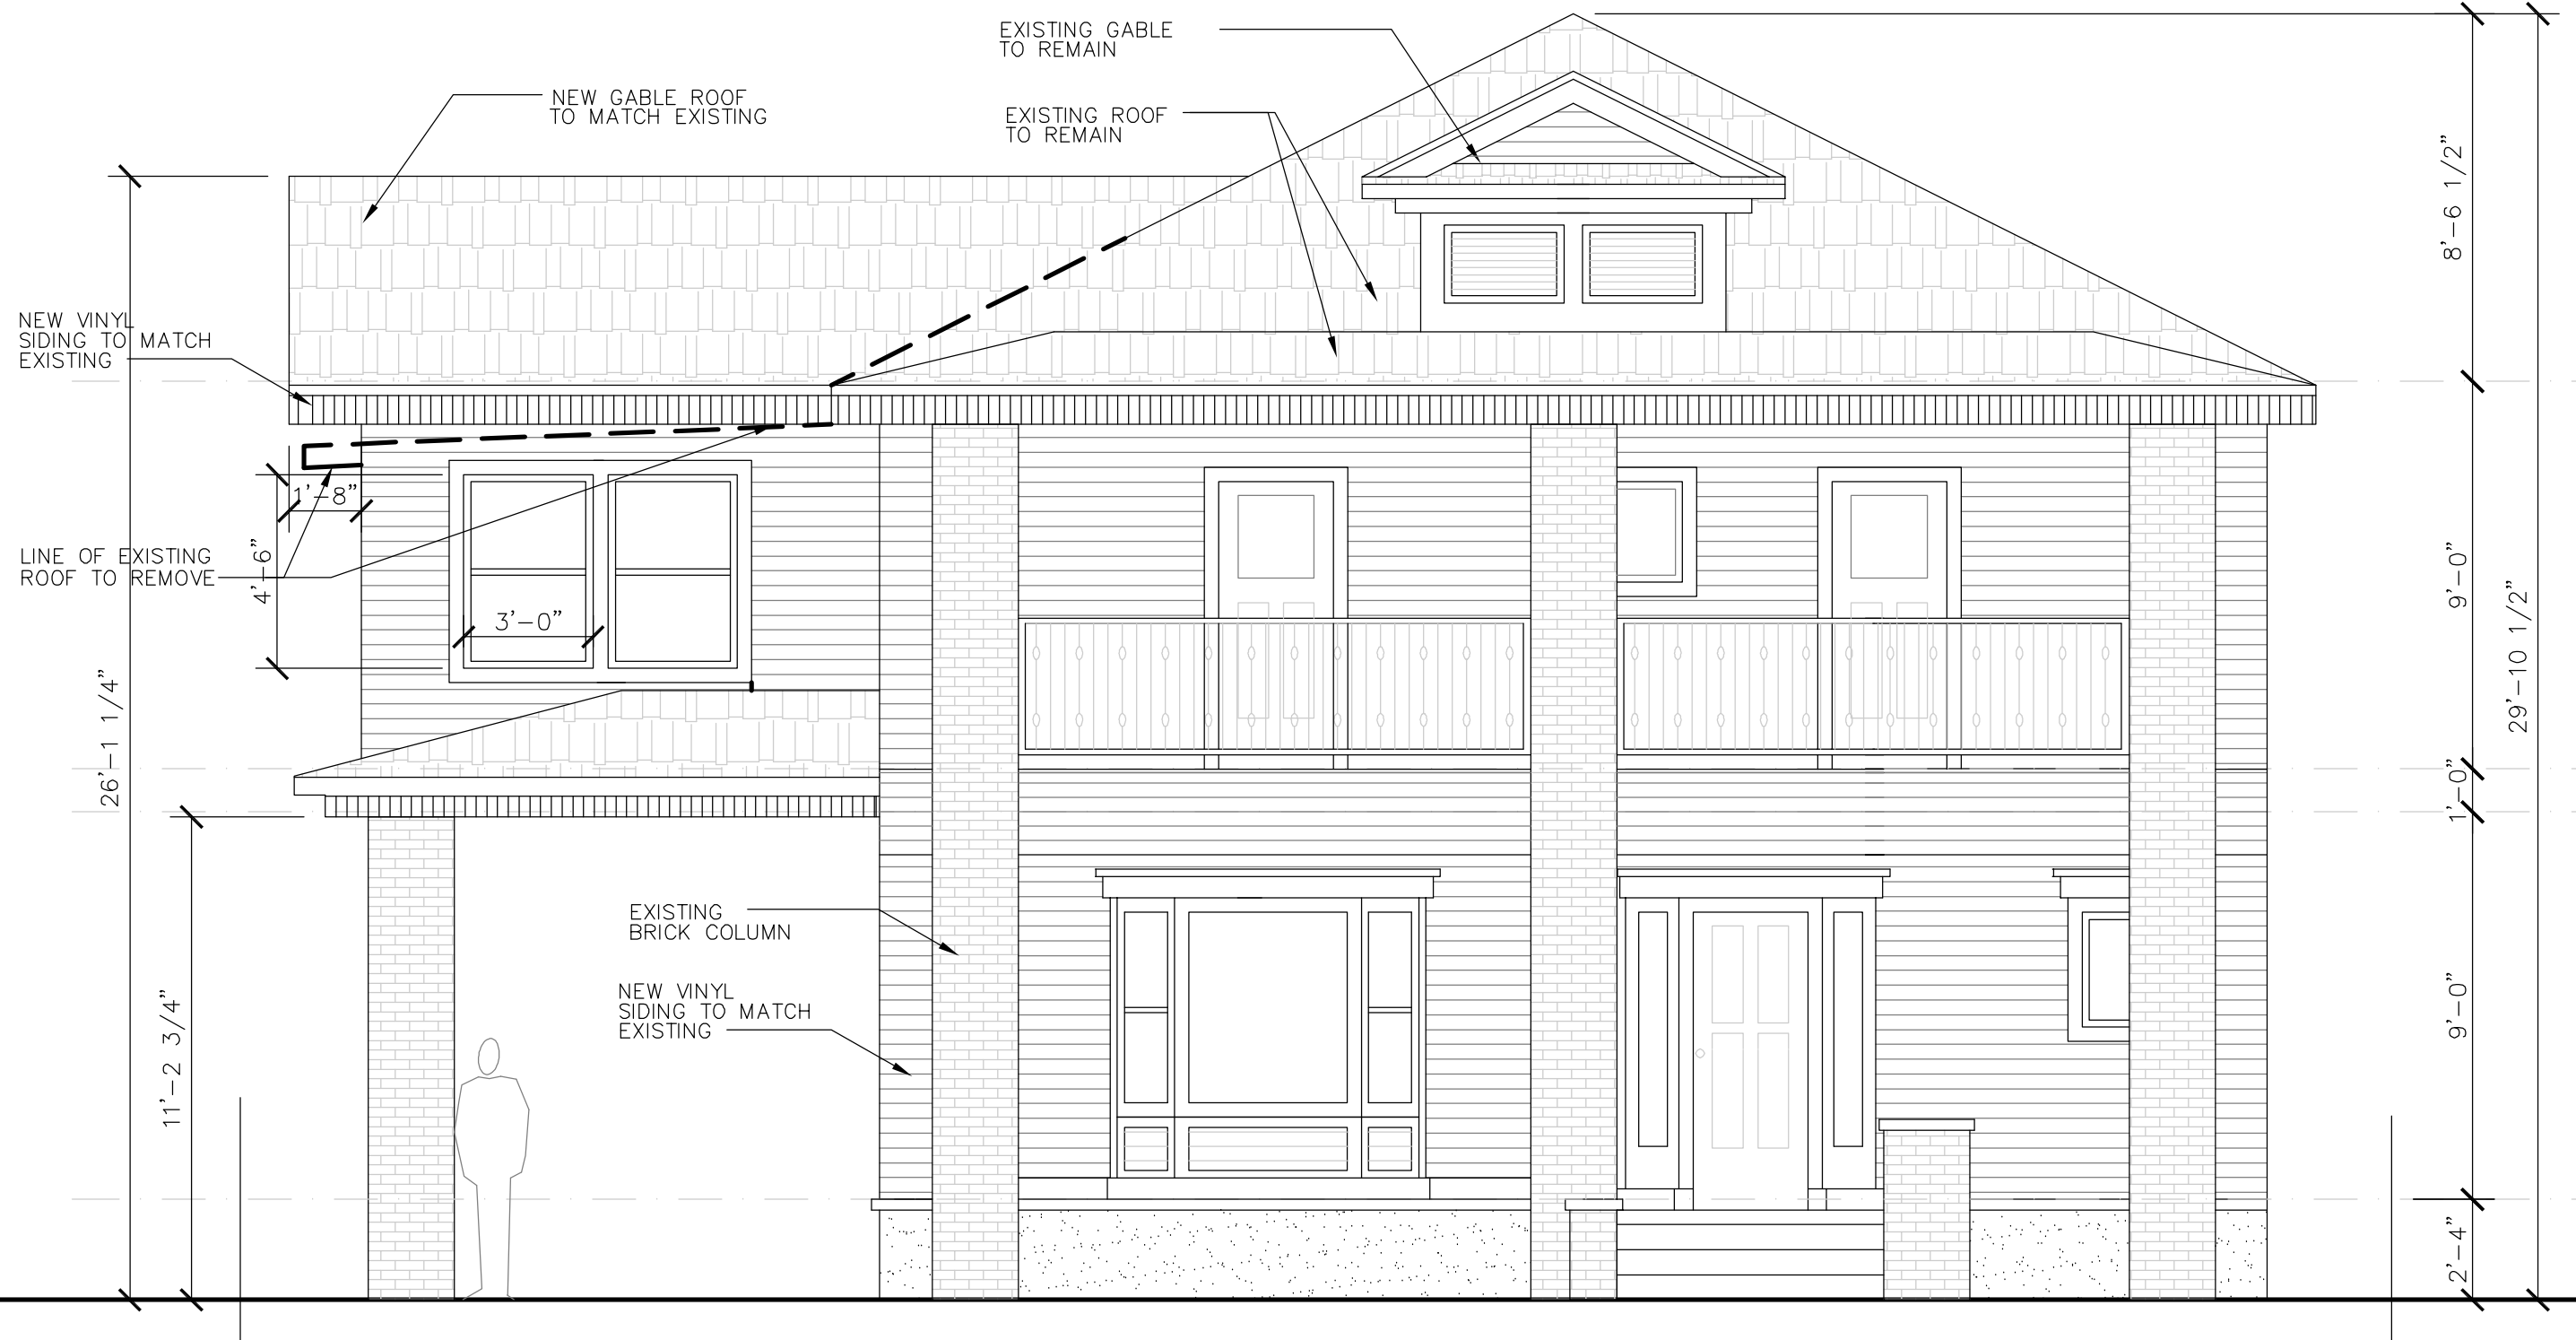 EXISTING GABLE
TO REMAIN
NEW GABLE ROOF
TO MATCH EXISTING
EXISTING ROOF
TO REMAIN
8'-6 1/2"
NEW VINYL
SIDING TO MATCH
EXISTING
1'-8"
LINE OF EXISTING
ROOF TO REMOVE
4'-6"
3'-0"
9'-0"
29'-10 1/2"
26'-1 1/4"
1'-0"
EXISTING
BRICK COLUMN
NEW VINYL
SIDING TO MATCH
EXISTING
11'-2 3/4"
9'-0"
2'-4"